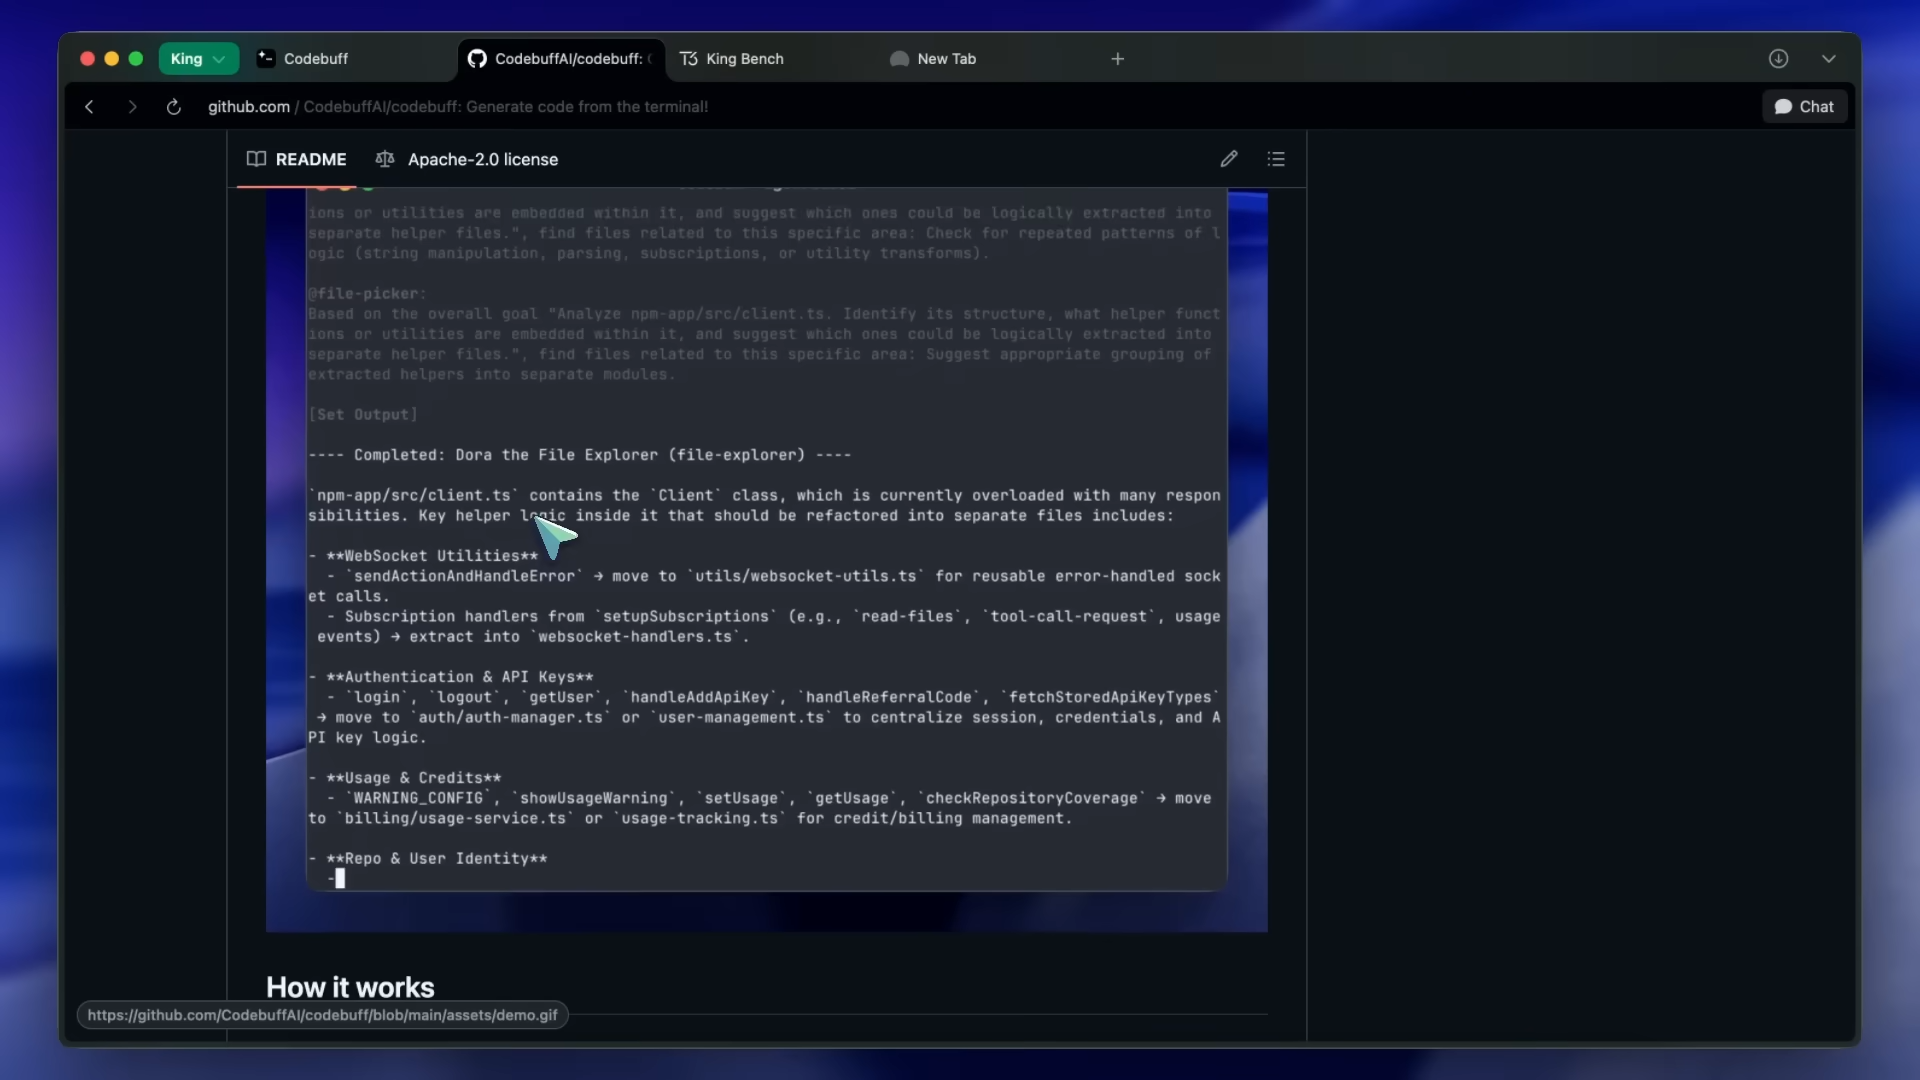 King
Codebuff
CodebuffAI/codebuff:
King Bench
New Tab
github.com / CodebuffAI/codebuff: Generate code from the terminal!
Chat
README
Apache-2.0 license
ions or utilities are embedded within it, and suggest which ones could be logically extracted into
separate helper files.", find files related to this specific area: Check for repeated patterns of l
ogic (string manipulation, parsing, subscriptions, or utility transforms).
@file-picker:
Based on the overall goal "Analyze npm-app/src/client.ts. Identify its structure, what helper funct
ions or utilities are embedded within it, and suggest which ones could be logically extracted into
separate helper files.", find files related to this specific area: Suggest appropriate grouping of
extracted helpers into separate modules.
[Set Output]
---- Completed: Dora the File Explorer (file-explorer) ----
`npm-app/src/client.ts` contains the `Client` class, which is currently overloaded with many respon
sibilities. Key helper logic inside it that should be refactored into separate files includes:
- **WebSocket Utilities**
- `sendActionAndHandleError` → move to `utils/websocket-utils.ts` for reusable error-handled sock
et calls.
- Subscription handlers from `setupSubscriptions` (e.g., `read-files`, `tool-call-request`, usage
events) → extract into `websocket-handlers.ts`.
- **Authentication & API Keys**
- `login`, `logout`, `getUser`, `handleAddApiKey`, `handleReferralCode`, `fetchStoredApiKeyTypes`
→ move to `auth/auth-manager.ts` or `user-management.ts` to centralize session, credentials, and A
PI key logic.
- **Usage & Credits**
- `WARNING_CONFIG`, `showUsageWarning`, `setUsage`, `getUsage`, `checkRepositoryCoverage` → move
to `billing/usage-service.ts` or `usage-tracking.ts` for credit/billing management.
- **Repo & User Identity**
-
How it works
https://github.com/CodebuffAI/codebuff/blob/main/assets/demo.gif